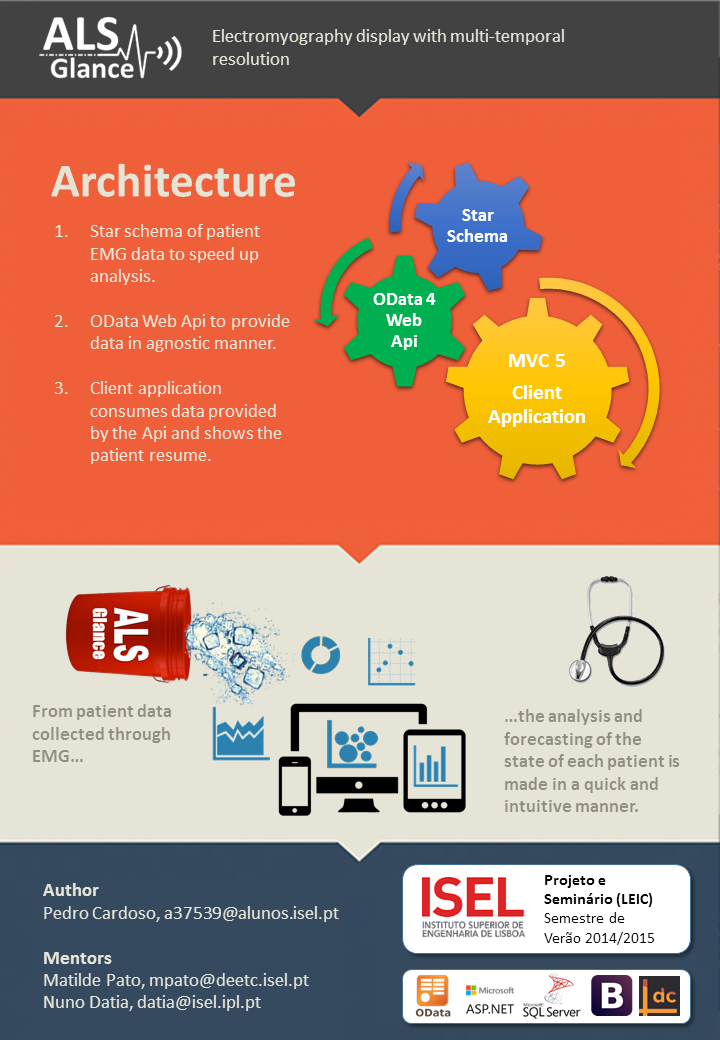 ALS
Glance
Electromyography display with multi-temporal
resolution
Architecture
1. Star schema of patient
EMG data to speed up
analysis.
2. OData Web Api to provide
data in agnostic manner.
3. Client application
consumes data provided
by the Api and shows the
patient resume.
Star
Schema
OData 4
Web
Api
MVC 5
Client
Application
ALS
Glance
From patient data
collected through
EMG...
...the analysis and
forecasting of the
state of each patient is
made in a quick and
intuitive manner.
Author
Pedro Cardoso, a37539@alunos.isel.pt
Mentors
Matilde Pato, mpato@deetc.isel.pt
Nuno Datia, datia@isel.ipl.pt
ISEL
INSTITUTO SUPERIOR DE
ENGENHARIA DE LISBOA
Projeto e
Seminário (LEIC)
Semestre de
Verão 2014/2015
OData
Microsoft
ASP.NET
Microsoft
SQL Server
B
dc